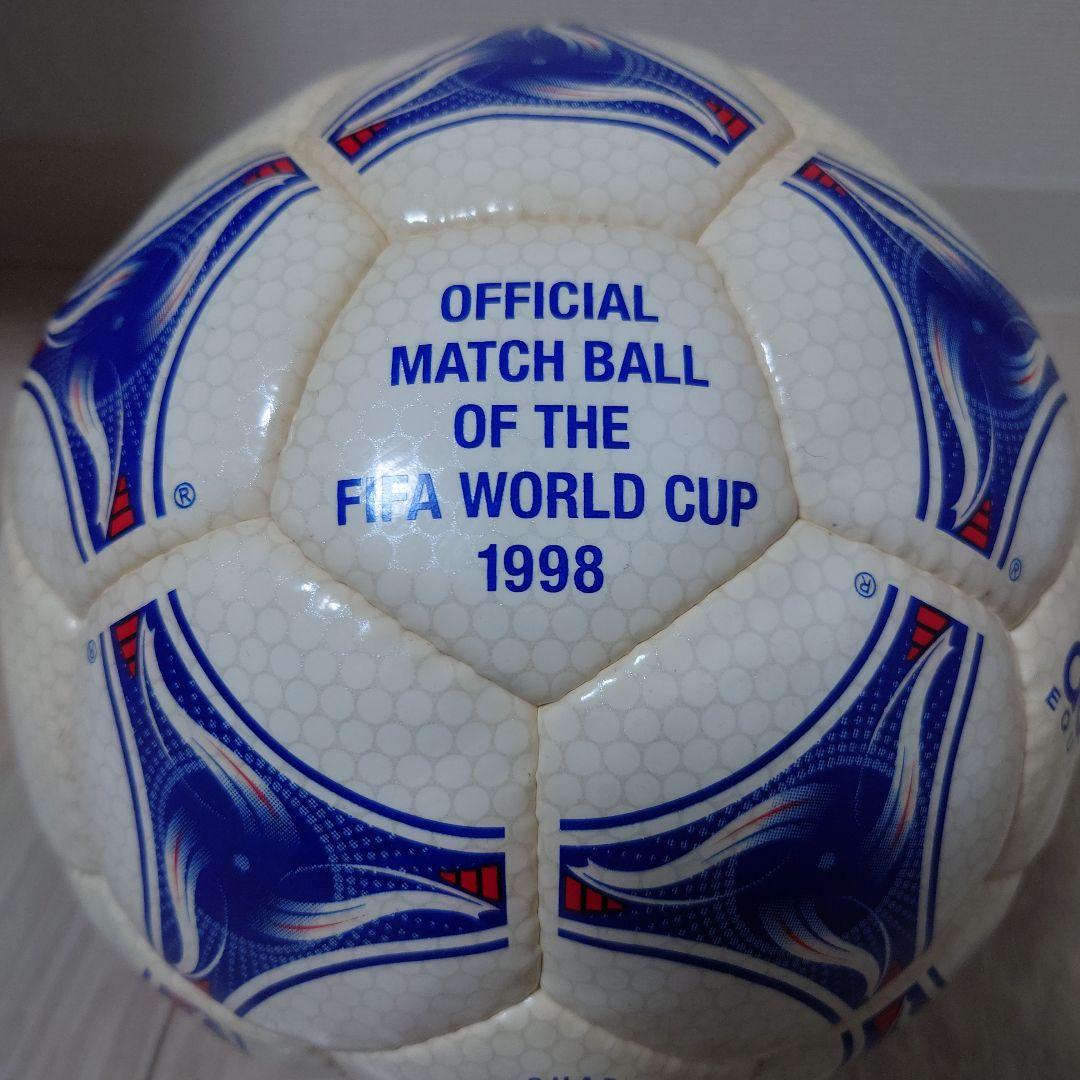 OFFICIAL
MATCH BALL
OF THE
FIFA WORLD CUP
1998
®
®
®
®